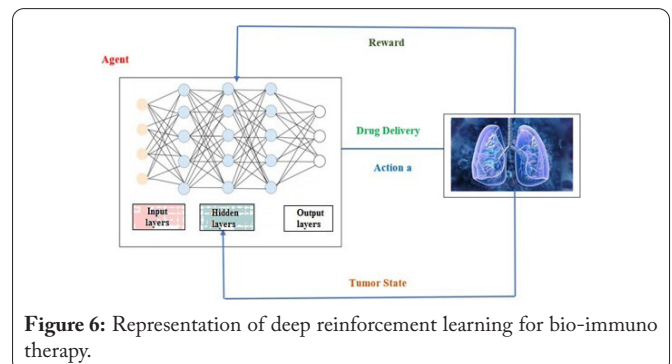 Reward
Agent
Drug Delivery
Action a
Input
layers
Hidden
layers
Output
layers
Tumor State
Figure 6: Representation of deep reinforcement learning for bio-immuno
therapy.